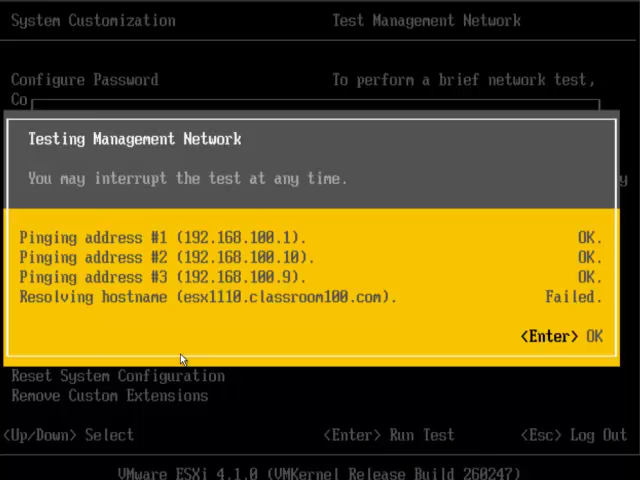 System Customization Test Management Network
Configure Password To perform a brief network test,
Co
Testing Management Network
You may interrupt the test at any time.
y
Pinging address #1 (192.168.100.1). OK.
Pinging address #2 (192.168.100.10). OK.
Pinging address #3 (192.168.100.9). OK.
Resolving hostname (esx1110.classroom100.com). Failed.
<Enter> OK
Reset System Configuration
Remove Custom Extensions
<Up/Down> Select <Enter> Run Test <Esc> Log Out
VMware ESXi 4.1.0 (VMKernel Release Build 260247)